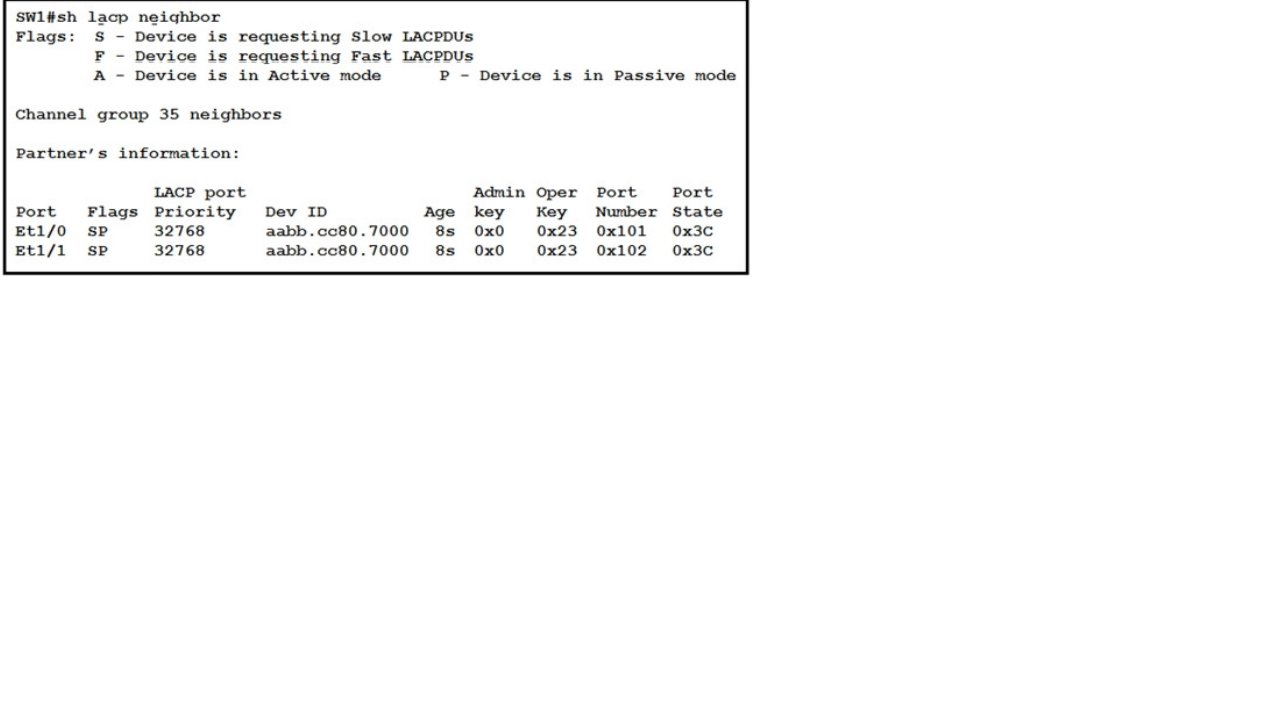 SW1#sh lacp neighbor
Flags:  S - Device is requesting Slow LACPDUs
        F - Device is requesting Fast LACPDUs
        A - Device is in Active mode       P - Device is in Passive mode
Channel group 35 neighbors
Partner's information:
              LACP port                         Admin  Oper  Port    Port
Port   Flags  Priority  Dev ID           Age  key    Key   Number  State
Et1/0  SP     32768     aabb.cc80.7000   8s   0x0    0x23  0x101   0x3C
Et1/1  SP     32768     aabb.cc80.7000   8s   0x0    0x23  0x102   0x3C